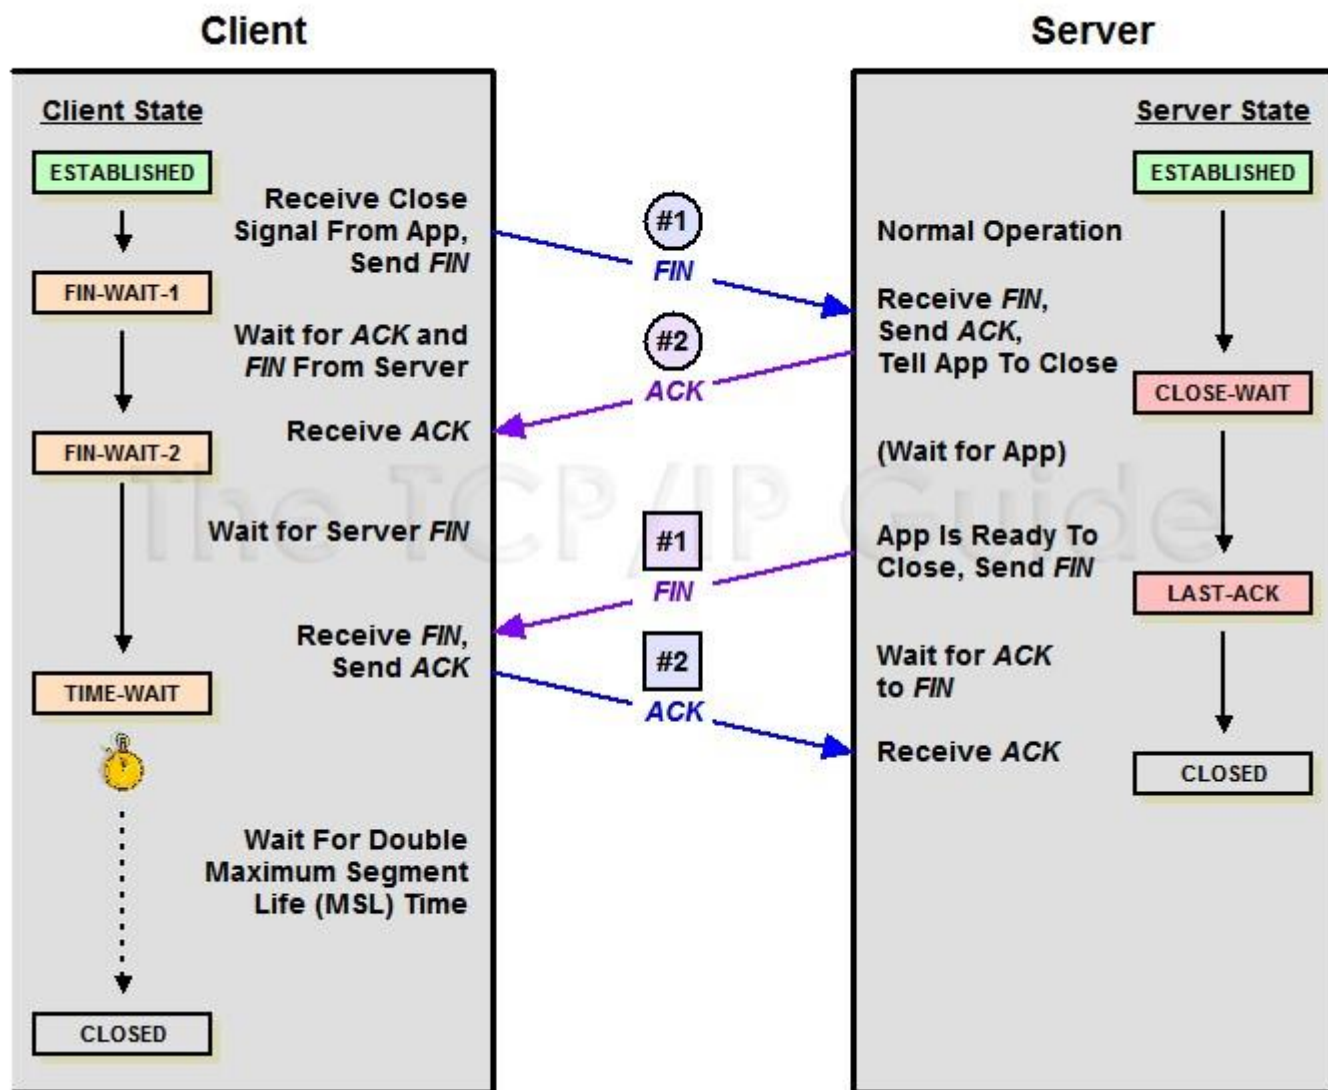 Client
Server
Client State
ESTABLISHED
Receive Close
Signal From App,
Send FIN
FIN-WAIT-1
Wait for ACK and
FIN From Server
Receive ACK
FIN-WAIT-2
Wait for Server FIN
Receive FIN,
Send ACK
TIME-WAIT
Wait For Double
Maximum Segment
Life (MSL) Time
CLOSED
#1
FIN
#2
ACK
#1
FIN
#2
ACK
Server State
ESTABLISHED
Normal Operation
Receive FIN,
Send ACK,
Tell App To Close
CLOSE-WAIT
(Wait for App)
App Is Ready To
Close, Send FIN
LAST-ACK
Wait for ACK
to FIN
Receive ACK
CLOSED
The TCP/IP Guide